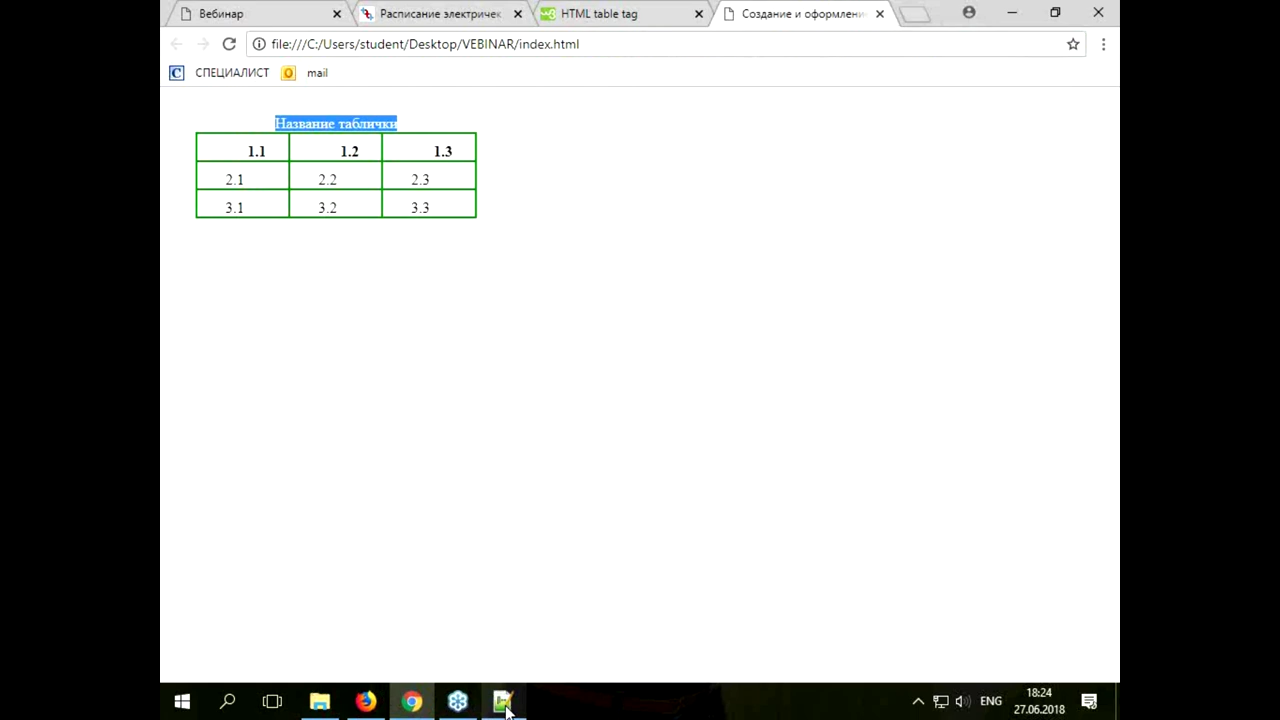 Вебинар
Расписание электричек
HTML table tag
Создание и оформлени
file:///C:/Users/student/Desktop/VEBINAR/index.html
СПЕЦИАЛИСТ
mail
Название таблички
1.1 1.2 1.3
2.1 2.2 2.3
3.1 3.2 3.3
ENG
18:24
27.06.2018